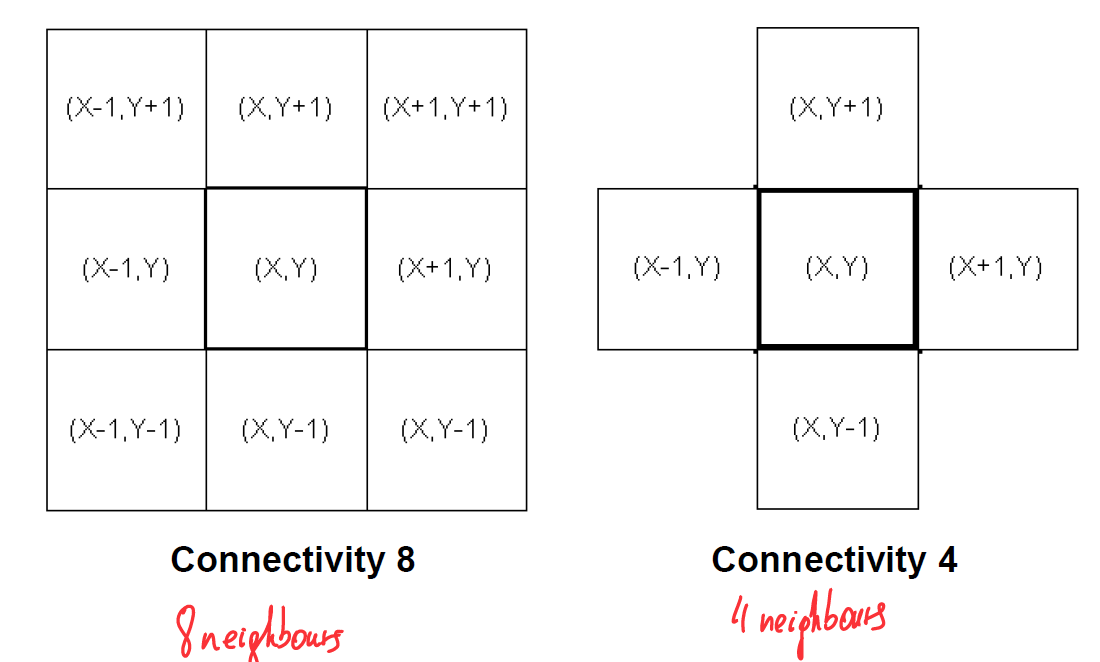 (X-1,Y+1) (X,Y+1) (X+1,Y+1) (X,Y+1)
(X-1,Y) (X,Y) (X+1,Y) (X-1,Y) (X,Y) (X+1,Y)
(X-1,Y-1) (X,Y-1) (X,Y-1) (X,Y-1)
Connectivity 8 Connectivity 4
8 neighbours 4 neighbours